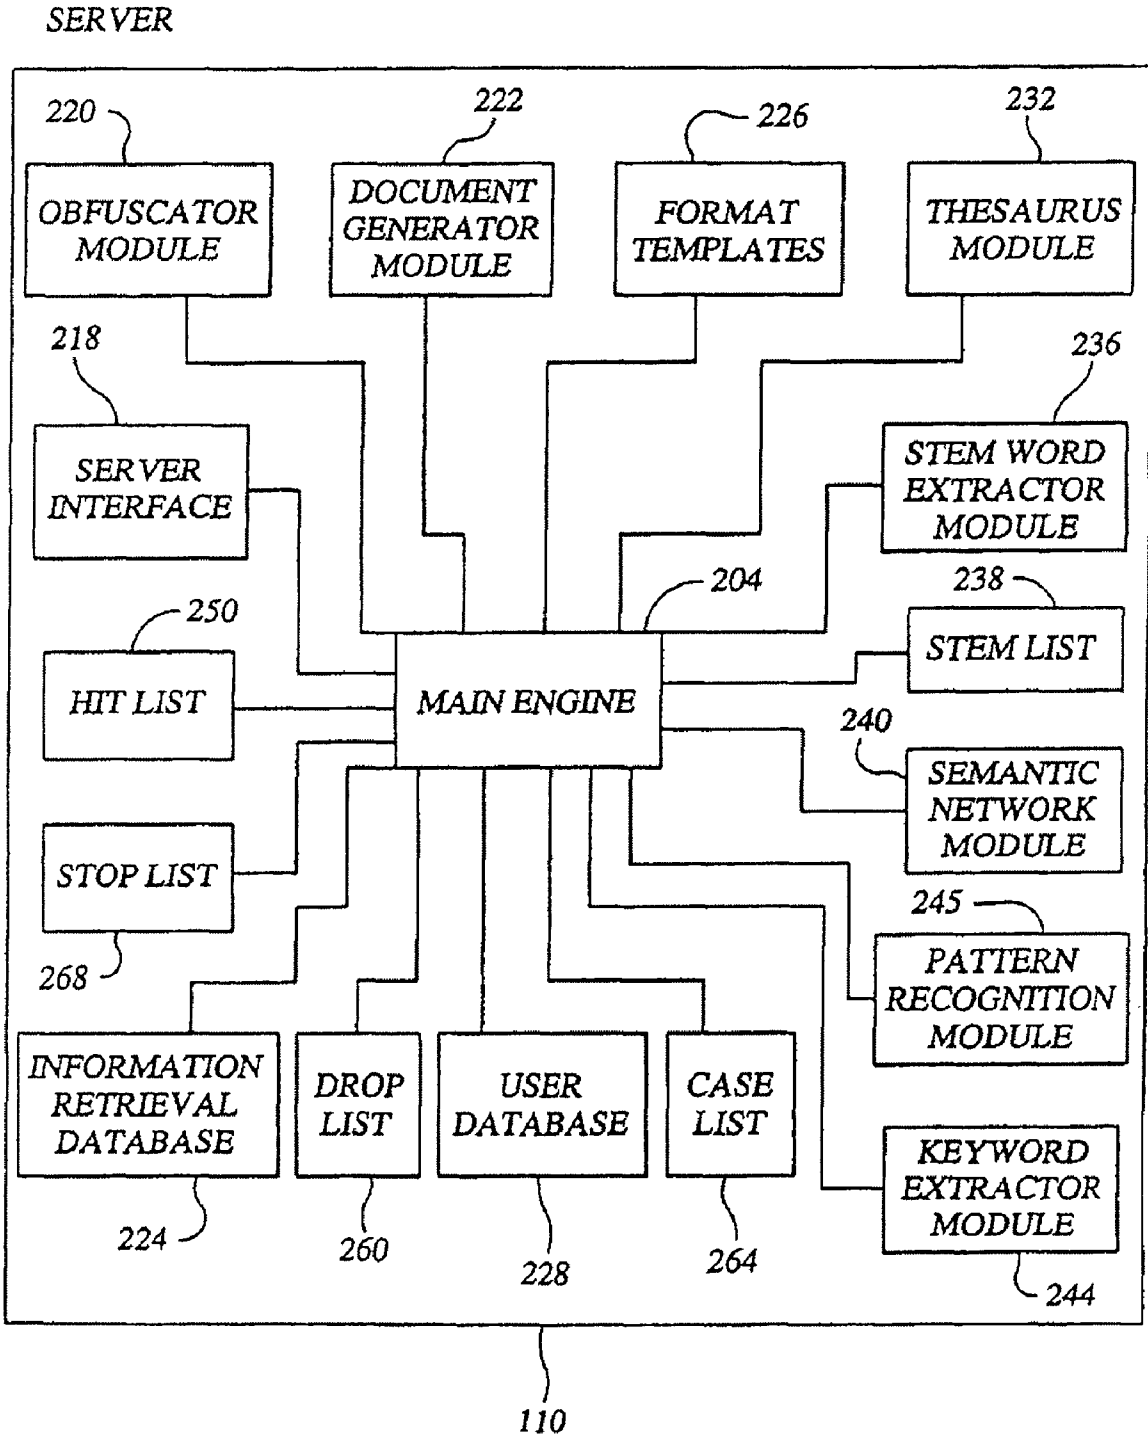 SERVER
220
222
226
232
OBFUSCATOR
MODULE
DOCUMENT
GENERATOR
MODULE
FORMAT
TEMPLATES
THESAURUS
MODULE
218
236
SERVER
INTERFACE
STEM WORD
EXTRACTOR
MODULE
204
238
250
STEM LIST
HIT LIST
MAIN ENGINE
240
SEMANTIC
NETWORK
MODULE
STOP LIST
245
268
PATTERN
RECOGNITION
MODULE
INFORMATION
RETRIEVAL
DATABASE
DROP
LIST
USER
DATABASE
CASE
LIST
KEYWORD
EXTRACTOR
MODULE
224
260
228
264
244
110